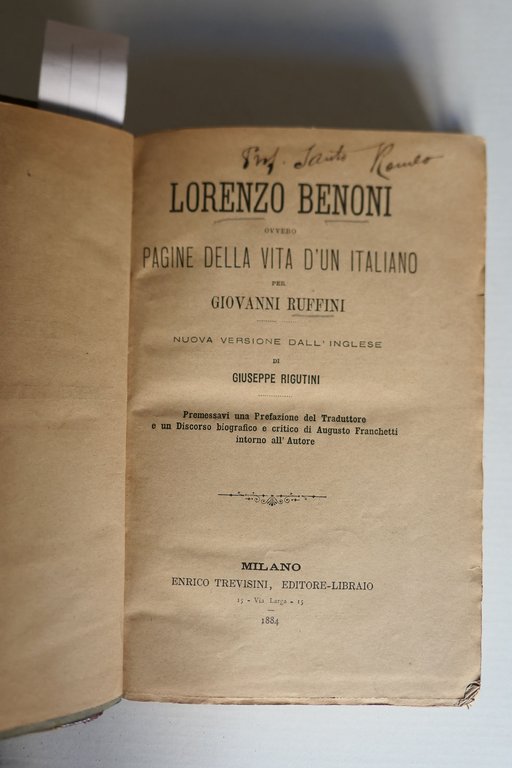 Prof. Santo Romeo
LORENZO BENONI
OVVERO
PAGINE DELLA VITA D'UN ITALIANO
PER
GIOVANNI RUFFINI
NUOVA VERSIONE DALL'INGLESE
DI
GIUSEPPE RIGUTINI
Premessavi una Prefazione del Traduttore
e un Discorso biografico e critico di Augusto Franchetti
intorno all'Autore
MILANO
ENRICO TREVISINI, EDITORE-LIBRAIO
15 - Via Larga - 15
1884